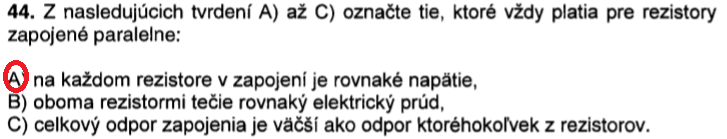 44. Z nasledujúcich tvrdení A) až C) označte tie, ktoré vždy platia pre rezistory
zapojené paralelne:
A) na každom rezistore v zapojení je rovnaké napätie,
B) oboma rezistormi tečie rovnaký elektrický prúd,
C) celkový odpor zapojenia je väčší ako odpor ktoréhokoľvek z rezistorov.